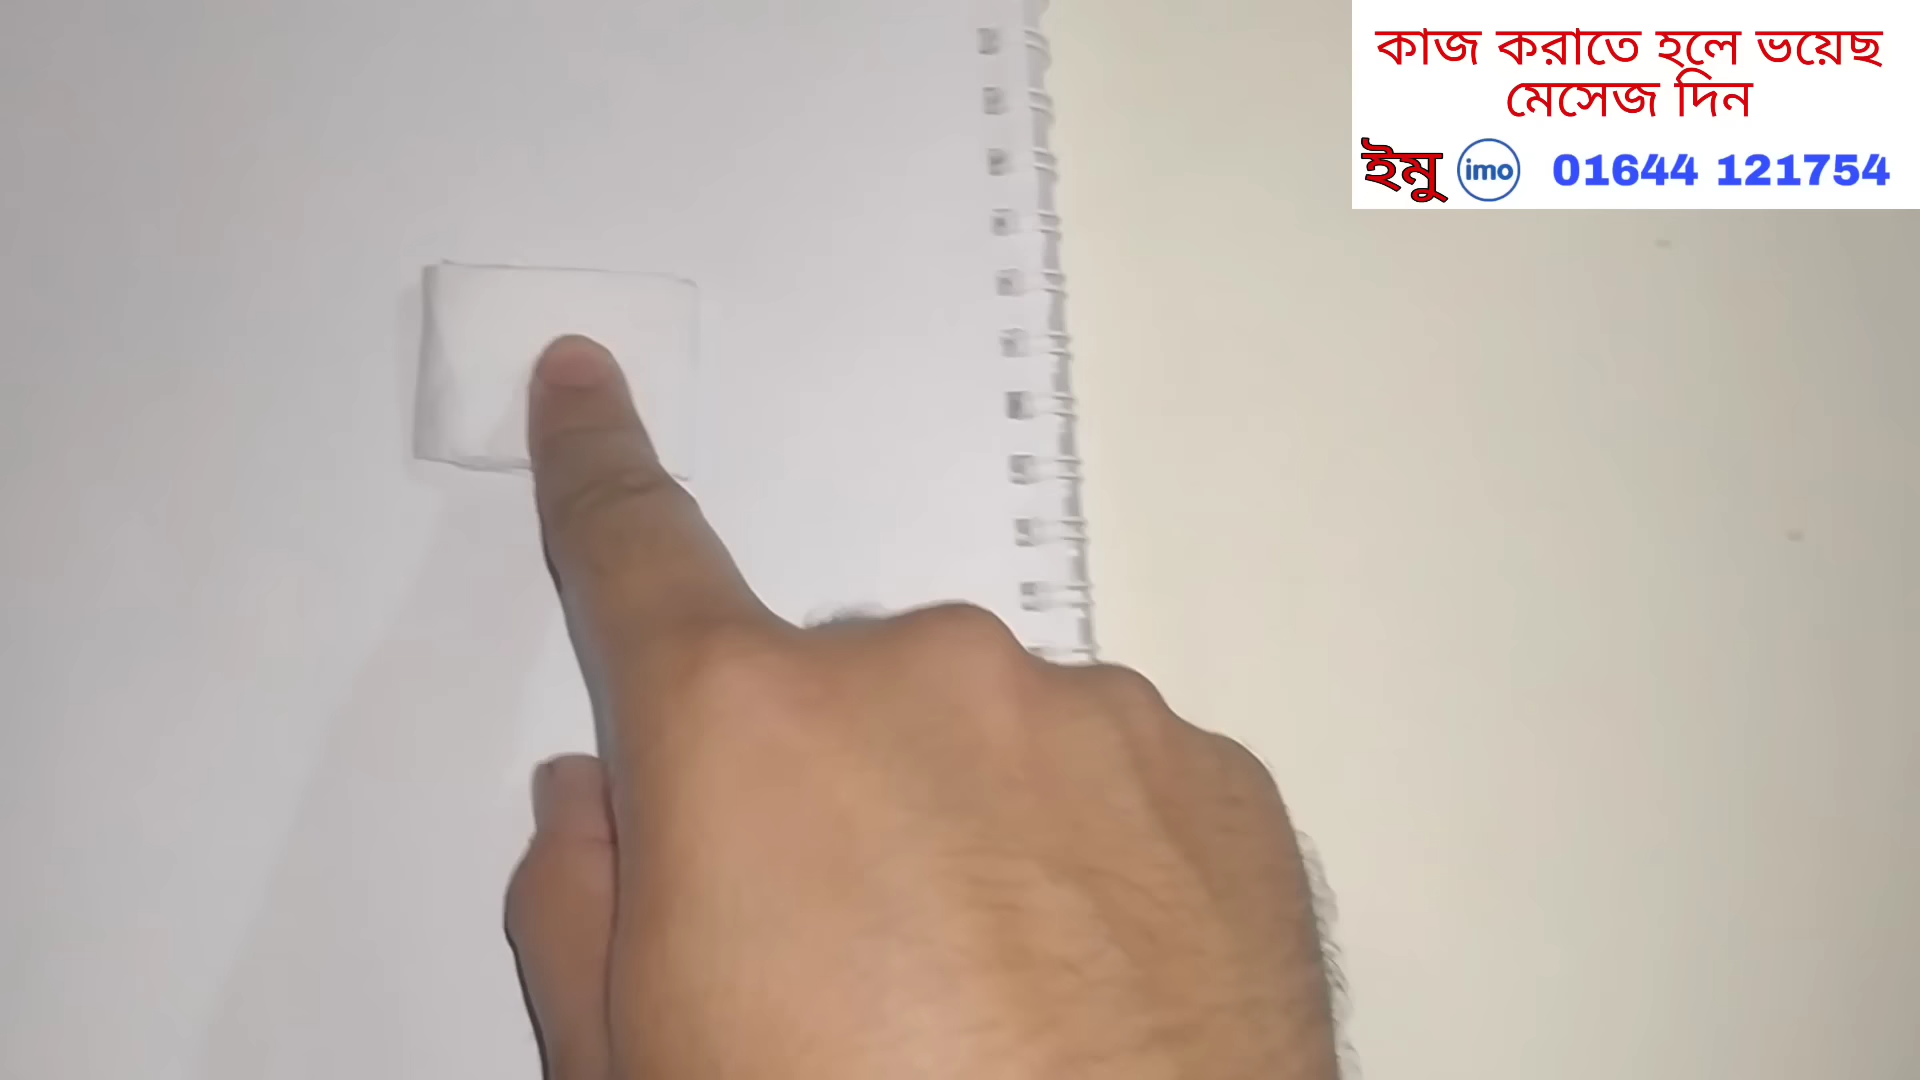 কাজ করাতে হলে ভয়েছ
মেসেজ দিন
ইমু imo 01644 121754